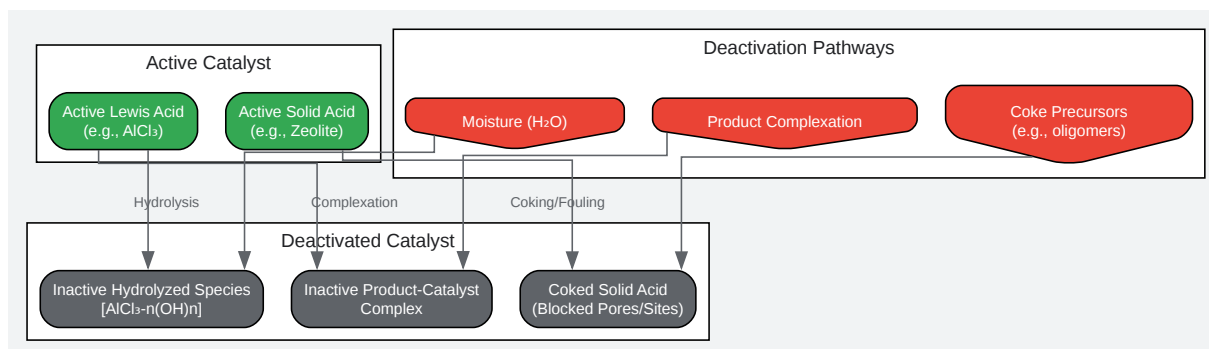 Active Catalyst
Active Lewis Acid
(e.g., AlCl₃)
Active Solid Acid
(e.g., Zeolite)
Deactivation Pathways
Moisture (H₂O)
Product Complexation
Coke Precursors
(e.g., oligomers)
Hydrolysis
Complexation
Coking/Fouling
Deactivated Catalyst
Inactive Hydrolyzed Species
[AlCl₃-n(OH)n]
Inactive Product-Catalyst
Complex
Coked Solid Acid
(Blocked Pores/Sites)